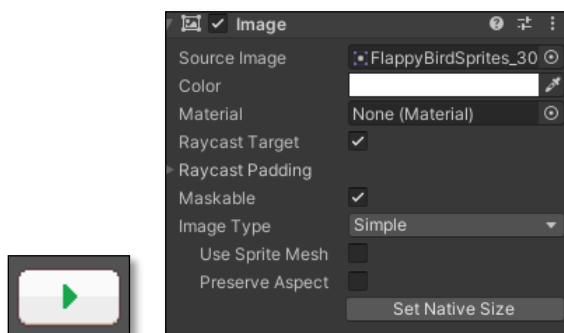 Image
Source Image FlappyBirdSprites_30
Color
Material None (Material)
Raycast Target
Raycast Padding
Maskable
Image Type Simple
Use Sprite Mesh
Preserve Aspect
Set Native Size